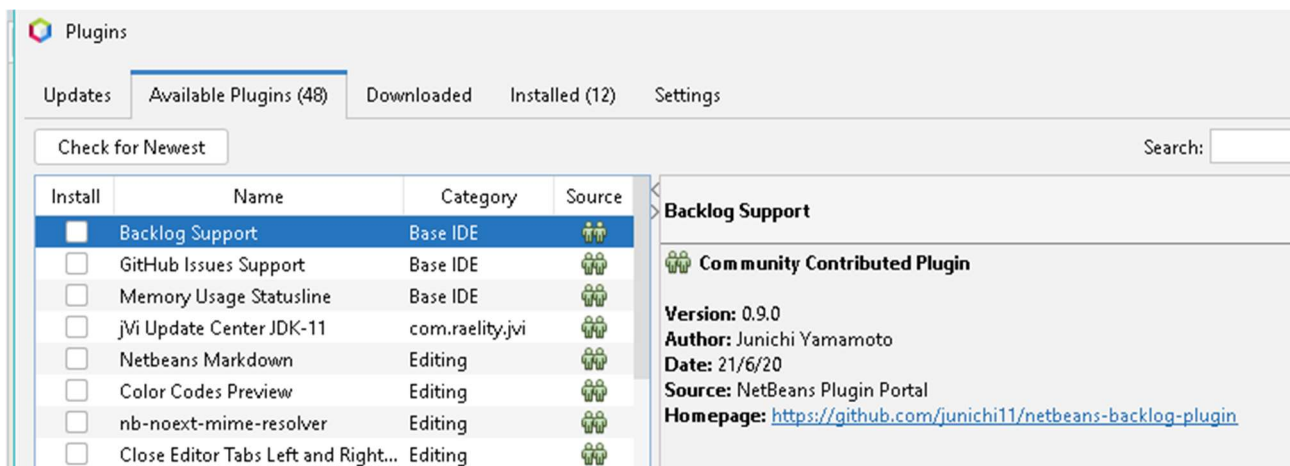 Plugins
Updates Available Plugins (48) Downloaded Installed (12) Settings
Check for Newest Search:
Install Name Category Source
Backlog Support Base IDE
GitHub Issues Support Base IDE
Memory Usage Statusline Base IDE
jVi Update Center JDK-11 com.raelity.jvi
Netbeans Markdown Editing
Color Codes Preview Editing
nb-noext-mime-resolver Editing
Close Editor Tabs Left and Right... Editing
Backlog Support
Community Contributed Plugin
Version: 0.9.0
Author: Junichi Yamamoto
Date: 21/6/20
Source: NetBeans Plugin Portal
Homepage: https://github.com/junichi11/netbeans-backlog-plugin